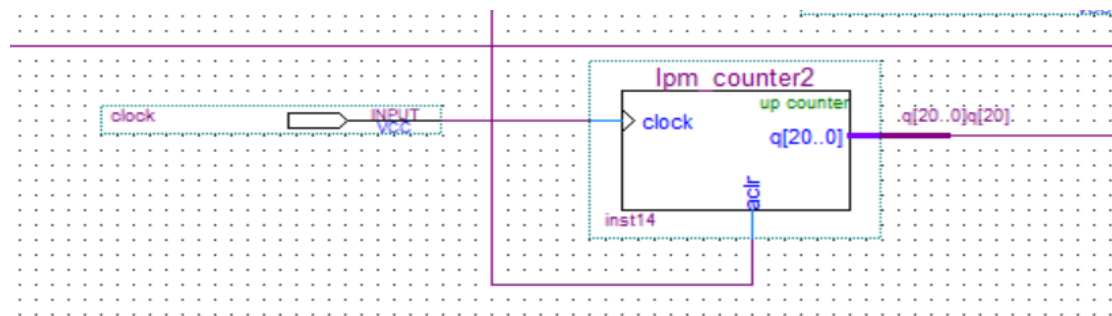 lpm_counter2
up counter
clock
INPUT
VCC
clock
q[20..0]
q[20..0]
q[20]
aclr
inst14